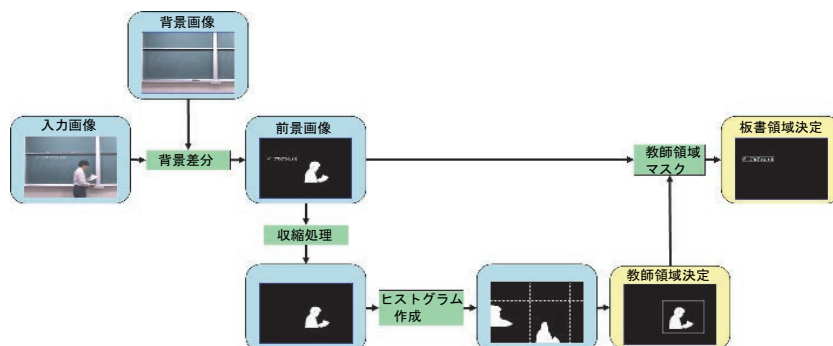 背景画像
入力画像
背景差分
前景画像
教師領域
マスク
板書領域決定
収縮処理
ヒストグラム
作成
教師領域決定